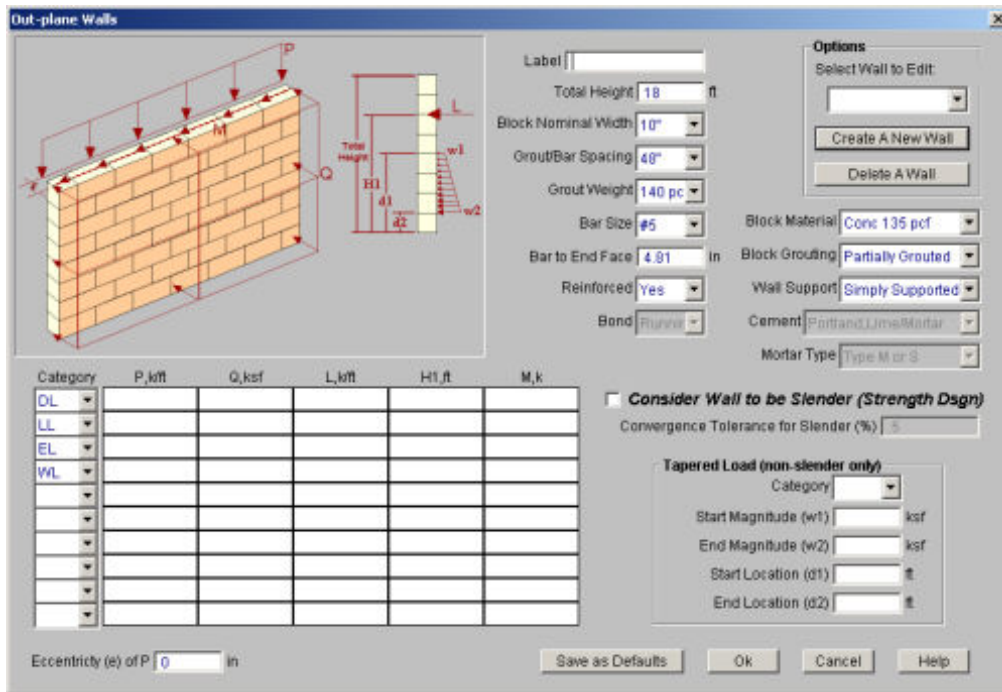 Out-plane Walls
P
M
Q
e
L
Total Height
H1
w1
d1
d2
w2
Label
Total Height 18 ft
Block Nominal Width 10"
Grout/Bar Spacing 48"
Grout Weight 140 pc
Bar Size #5
Bar to End Face 4.81 in
Reinforced Yes
Bond Runnir
Options
Select Wall to Edit:
Create A New Wall
Delete A Wall
Block Material Conc 135 pcf
Block Grouting Partially Grouted
Wall Support Simply Supported
Cement Portland,Lime/Mortar
Mortar Type Type M or S
Category P,k/ft Q,ksf L,k/ft H1,ft M,k
DL
LL
EL
WL
Consider Wall to be Slender (Strength Dsgn)
Convergence Tolerance for Slender (%) .5
Tapered Load (non-slender only)
Category
Start Magnitude (w1) ksf
End Magnitude (w2) ksf
Start Location (d1) ft
End Location (d2) ft
Eccentricty (e) of P 0 in
Save as Defaults
Ok
Cancel
Help